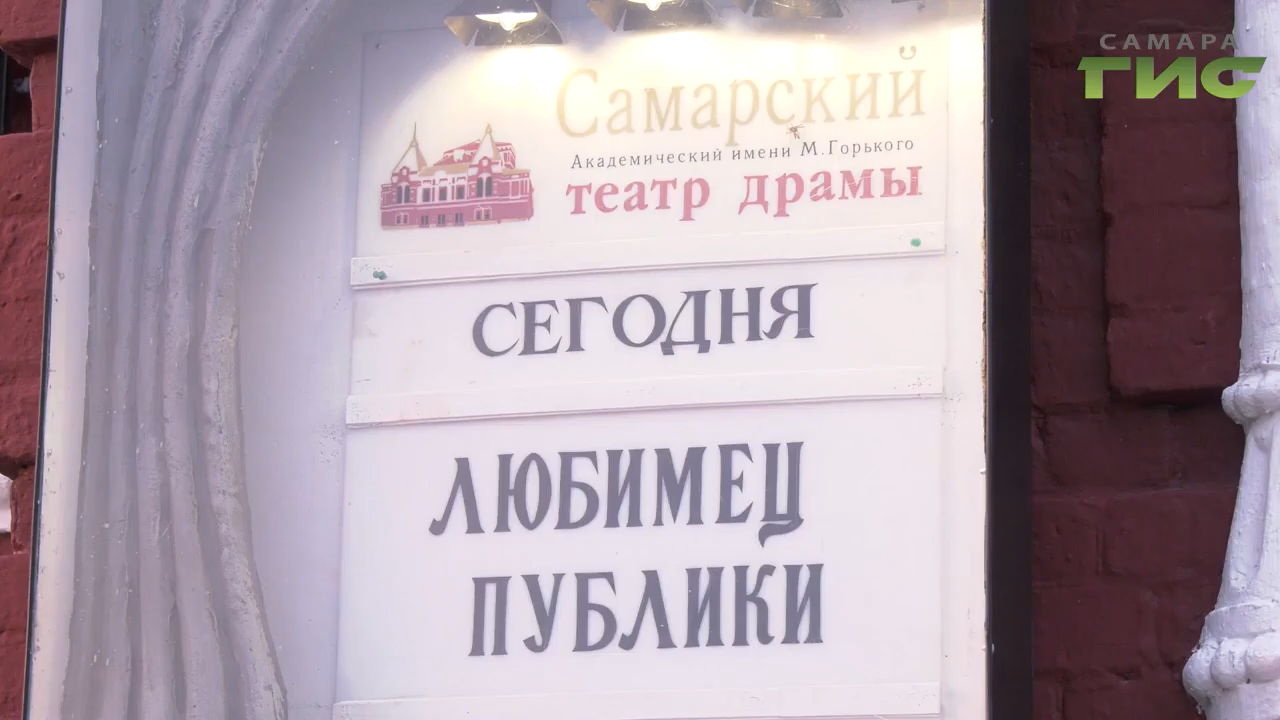 САМАРА
ГИС
Самарский
Академический имени М.Горького
театр драмы
СЕГОДНЯ
ЛЮБИМЕЦ
ПУБЛИКИ